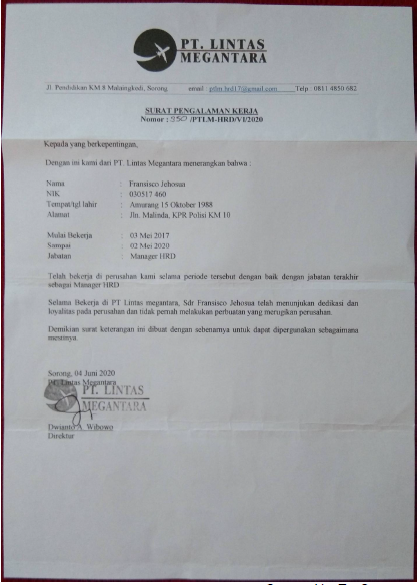 PT. LINTAS
MEGANTARA
Jl. Pendidikan KM.8 Malaingkedi, Sorong email : ptlm.hrd17@gmail.com Telp : 0811 4850 682
SURAT PENGALAMAN KERJA
Nomor : 350 /PTLM-HRD/VI/2020
Kepada yang berkepentingan,
Dengan ini kami dari PT. Lintas Megantara menerangkan bahwa :
Nama : Fransisco Jehosua
NIK : 030517 460
Tempat/tgl lahir : Amurang 15 Oktober 1988
Alamat : Jln. Malinda, KPR Polisi KM 10
Mulai Bekerja : 03 Mei 2017
Sampai : 02 Mei 2020
Jabatan : Manager HRD
Telah bekerja di perusahan kami selama periode tersebut dengan baik dengan jabatan terakhir
sebagai Manager HRD
Selama Bekerja di PT Lintas megantara, Sdr Fransisco Jehosua telah menunjukan dedikasi dan
loyalitas pada perusahan dan tidak pernah melakukan perbuatan yang merugikan perusahan.
Demikian surat keterangan ini dibuat dengan sebenarnya untuk dapat dipergunakan sebagaimana
mestinya.
Sorong, 04 Juni 2020
PT. Lintas Megantara
PT. LINTAS
MEGANTARA
Dwianto A. Wibowo
Direktur